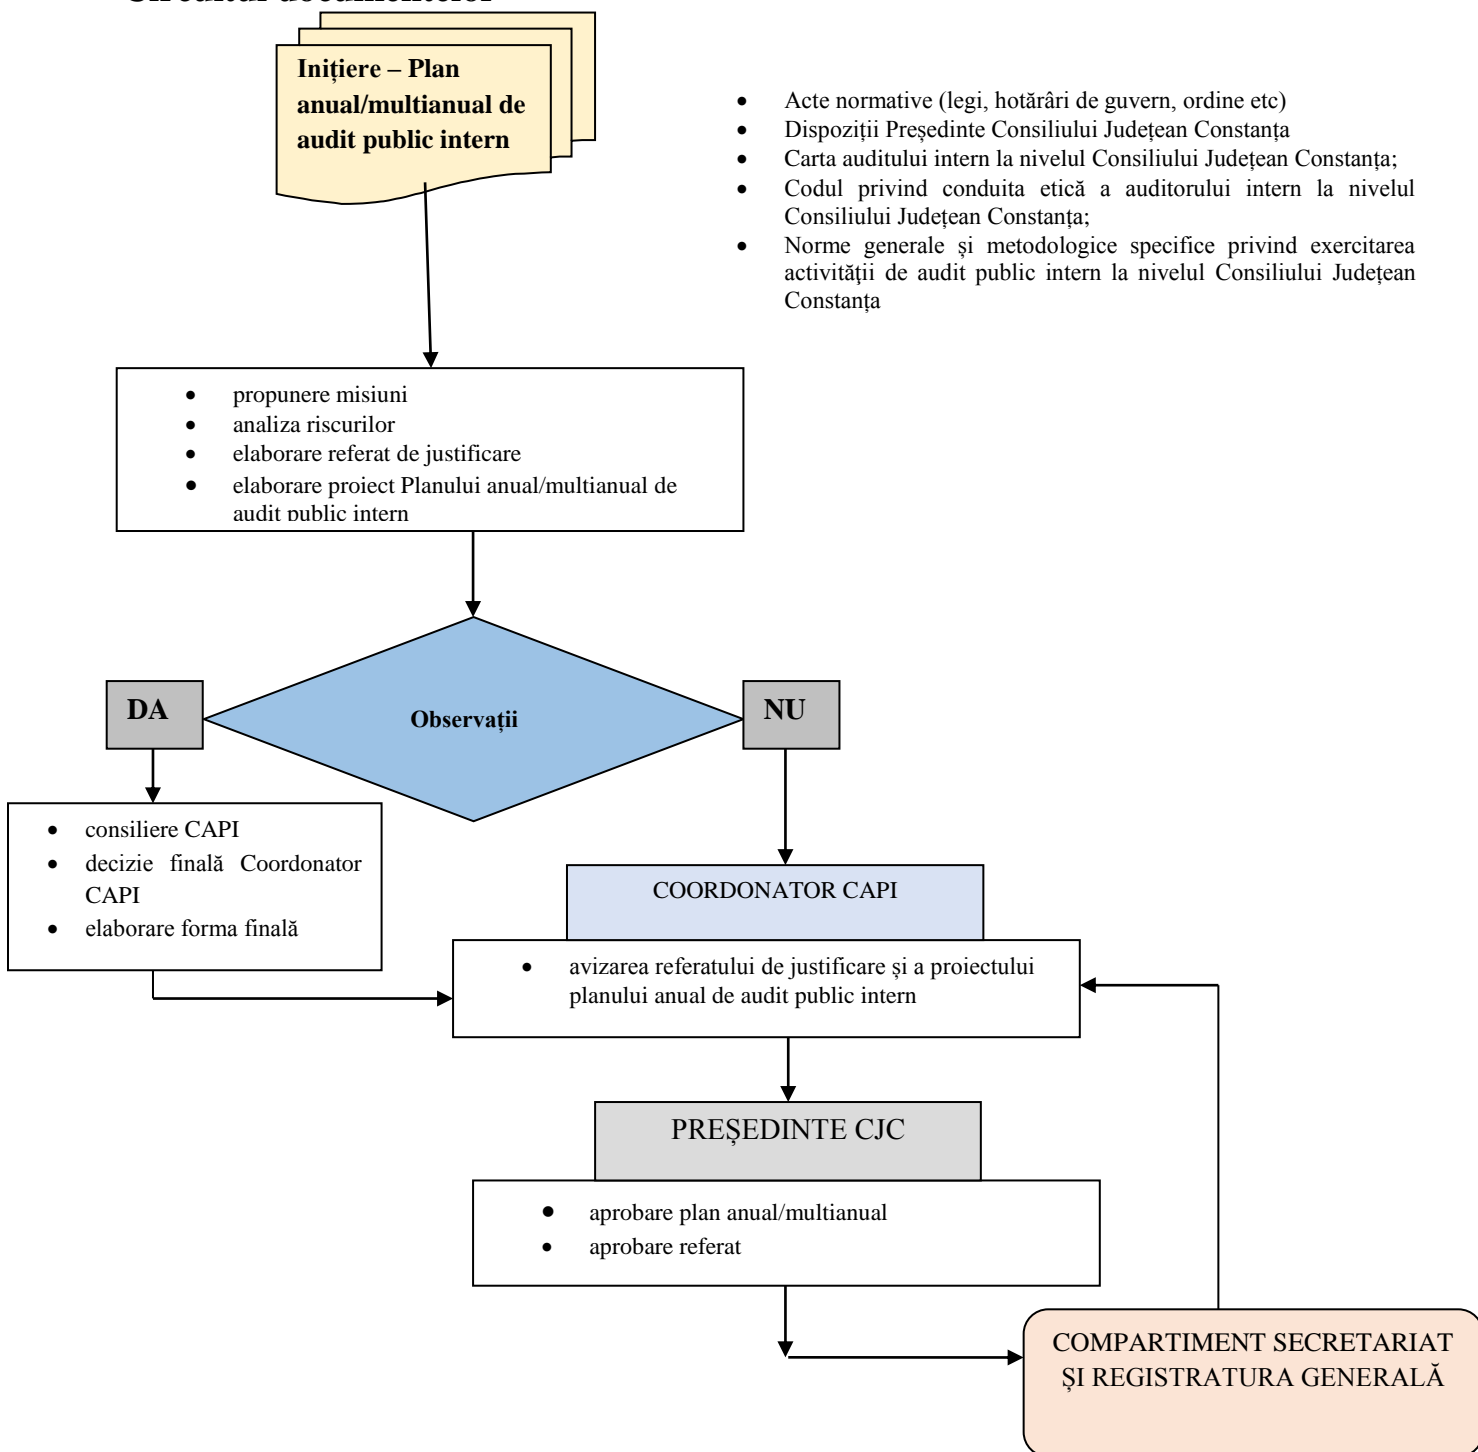 Circuitul documentelor
Inițiere – Plan
anual/multianual de
audit public intern
• Acte normative (legi, hotărâri de guvern, ordine etc)
• Dispoziții Președinte Consiliului Județean Constanța
• Carta auditului intern la nivelul Consiliului Județean Constanța;
• Codul privind conduita etică a auditorului intern la nivelul
Consiliului Județean Constanța;
• Norme generale și metodologice specifice privind exercitarea
activităţii de audit public intern la nivelul Consiliului Județean
Constanța
• propunere misiuni
• analiza riscurilor
• elaborare referat de justificare
• elaborare proiect Planului anual/multianual de
audit public intern
DA
Observații
NU
• consiliere CAPI
• decizie finală Coordonator
CAPI
• elaborare forma finală
COORDONATOR CAPI
• avizarea referatului de justificare și a proiectului
planului anual de audit public intern
PREȘEDINTE CJC
• aprobare plan anual/multianual
• aprobare referat
COMPARTIMENT SECRETARIAT
ȘI REGISTRATURA GENERALĂ